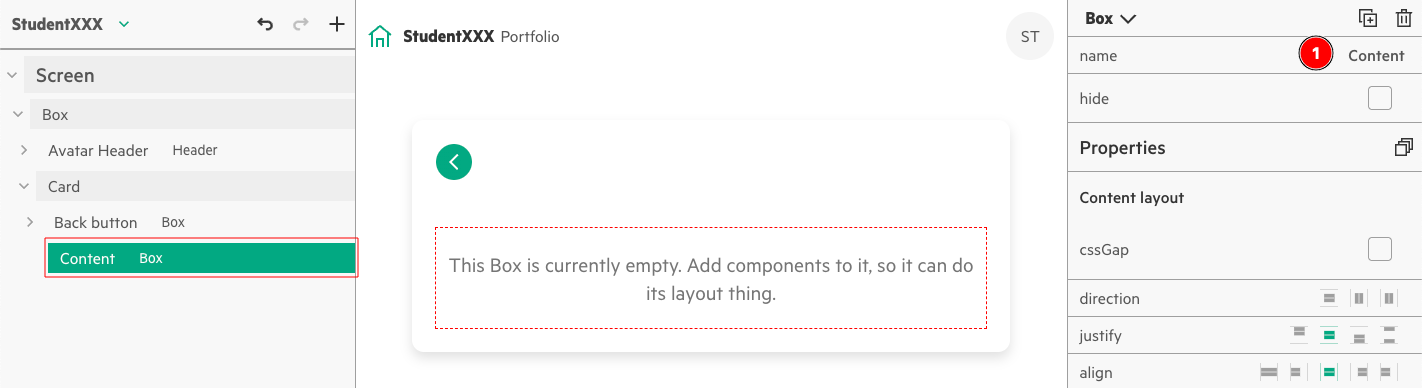 StudentXXX
Screen
Box
Avatar Header Header
Card
Back button Box
Content Box
StudentXXX Portfolio
ST
This Box is currently empty. Add components to it, so it can do
its layout thing.
Box
name 1 Content
hide
Properties
Content layout
cssGap
direction
justify
align